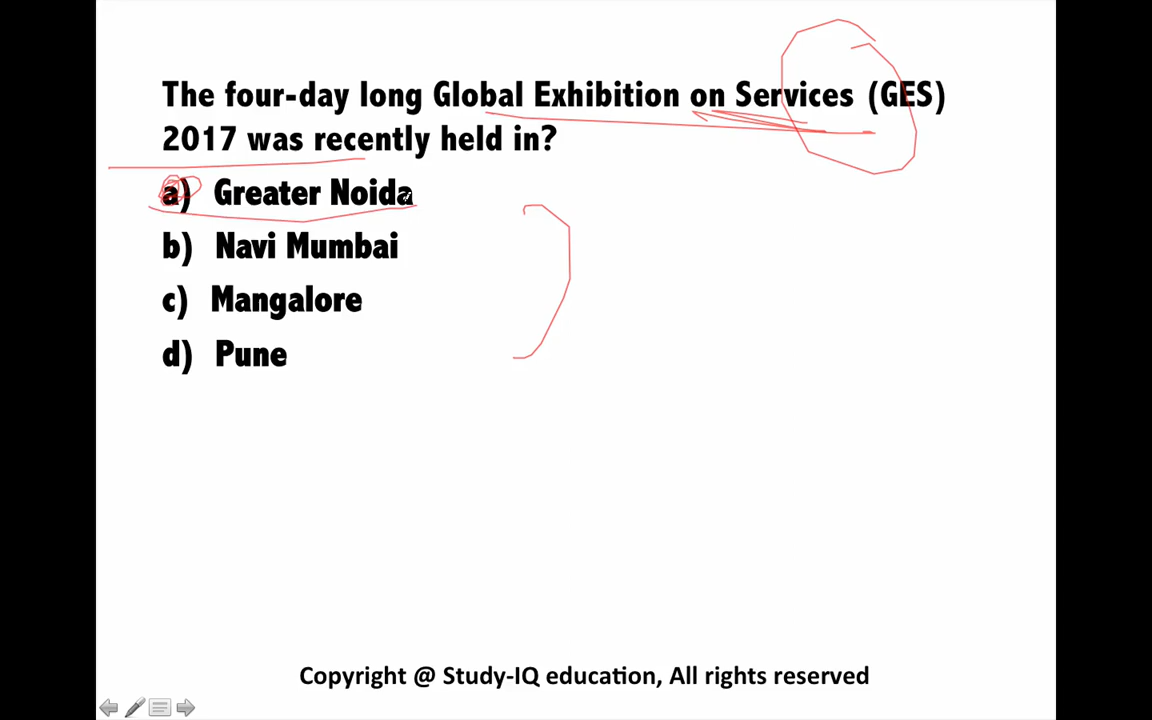 The four-day long Global Exhibition on Services (GES)
2017 was recently held in?
a) Greater Noida
b) Navi Mumbai
c) Mangalore
d) Pune
Copyright @ Study-IQ education, All rights reserved